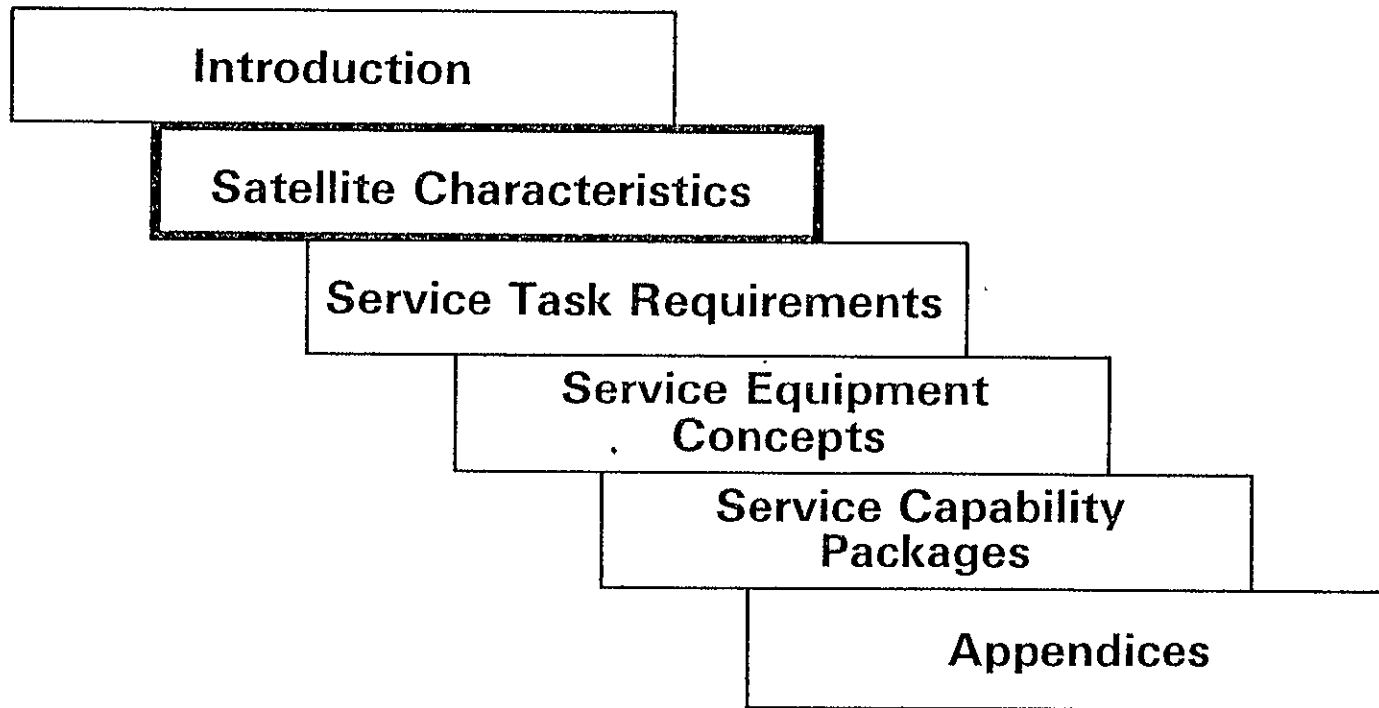 Introduction
Satellite Characteristics
Service Task Requirements
Service Equipment
Concepts
Service Capability
Packages
Appendices